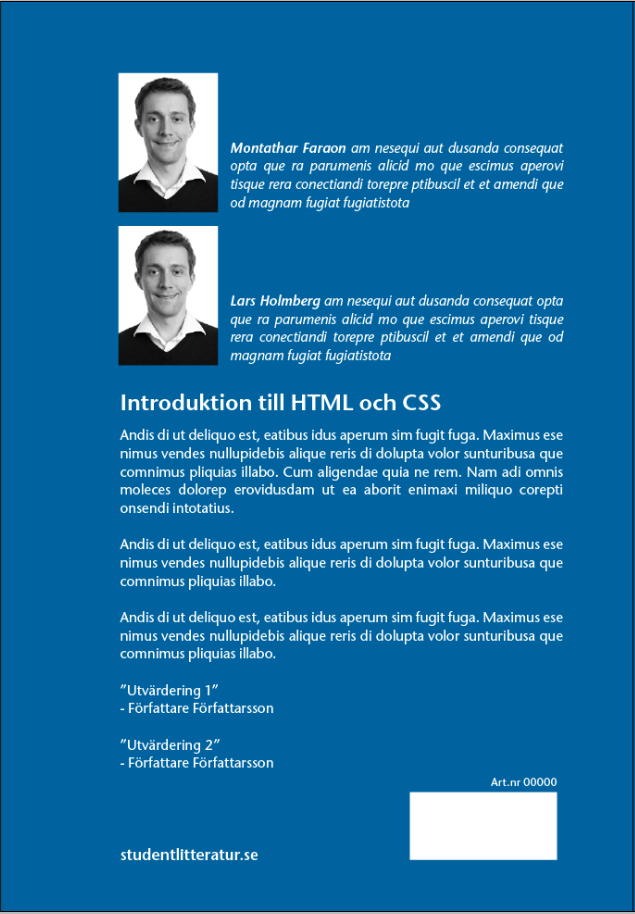 Montathar Faraon am nesequi aut dusanda consequat
opta que ra parumenis alicid mo que escimus aperovi
tisque rera conectiandi torepre ptibuscil et et amendi que
od magnam fugiat fugiatistota
Lars Holmberg am nesequi aut dusanda consequat opta
que ra parumenis alicid mo que escimus aperovi tisque
rera conectiandi torepre ptibuscil et et amendi que od
magnam fugiat fugiatistota
Introduktion till HTML och CSS
Andis di ut deliquo est, eatibus idus aperum sim fugit fuga. Maximus ese
nimus vendes nullupidebis alique reris di dolupta volor sunturibusa que
comnimus pliquias illabo. Cum aligendae quia ne rem. Nam adi omnis
moleces dolorep erovidusdam ut ea aborit enimaxi miliquo corepti
onsendi intotatius.
Andis di ut deliquo est, eatibus idus aperum sim fugit fuga. Maximus ese
nimus vendes nullupidebis alique reris di dolupta volor sunturibusa que
comnimus pliquias illabo.
Andis di ut deliquo est, eatibus idus aperum sim fugit fuga. Maximus ese
nimus vendes nullupidebis alique reris di dolupta volor sunturibusa que
comnimus pliquias illabo.
”Utvärdering 1”
- Författare Författarsson
”Utvärdering 2”
- Författare Författarsson
Art.nr 00000
studentlitteratur.se